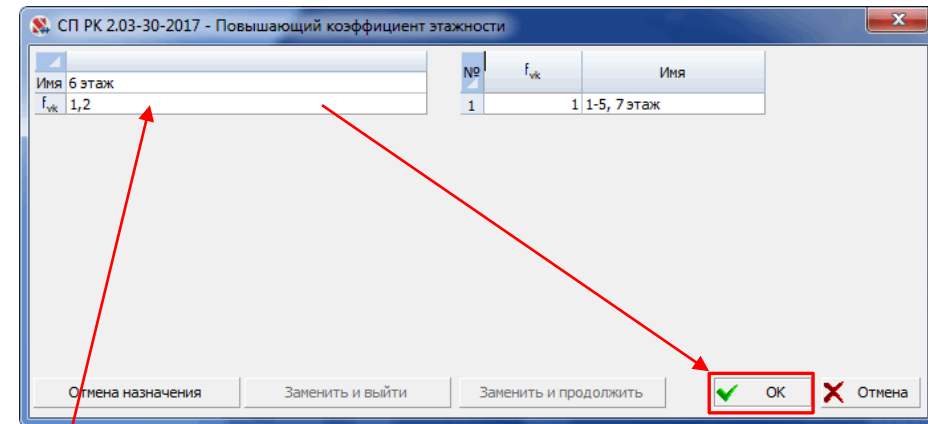 СП РК 2.03-30-2017 - Повышающий коэффициент этажности
Имя 6 этаж
fvk 1,2
№ fvk Имя
1 1 1-5, 7 этаж
Отмена назначения Заменить и выйти Заменить и продолжить OK Отмена